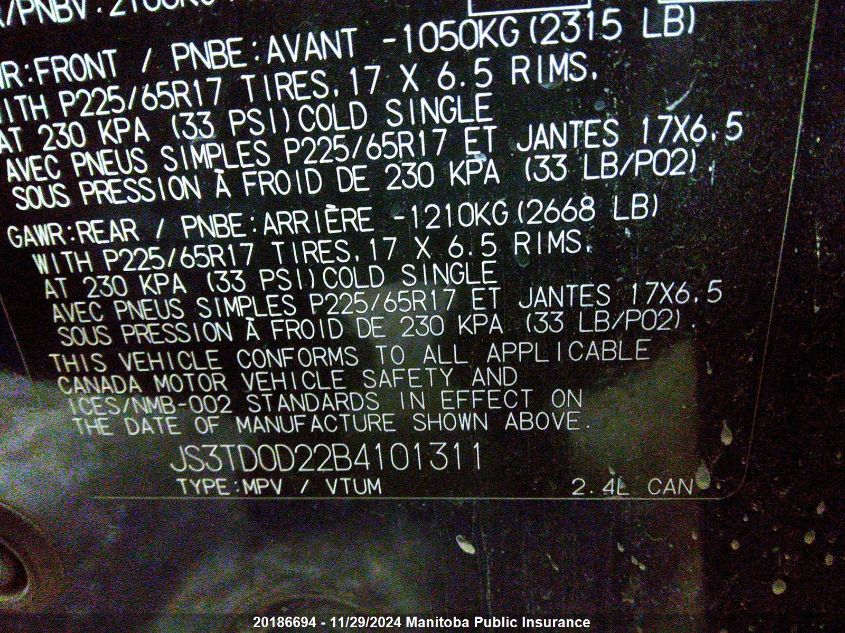 /PNBV:2100KG
R:FRONT / PNBE:AVANT -1050KG(2315 LB)
WITH P225/65R17 TIRES,17 X 6.5 RIMS,
AT 230 KPA (33 PSI)COLD SINGLE
AVEC PNEUS SIMPLES P225/65R17 ET JANTES 17X6.5
SOUS PRESSION À FROID DE 230 KPA (33 LB/PO2),
GAWR:REAR / PNBE:ARRIÈRE -1210KG(2668 LB)
WITH P225/65R17 TIRES,17 X 6.5 RIMS,
AT 230 KPA (33 PSI)COLD SINGLE
AVEC PNEUS SIMPLES P225/65R17 ET JANTES 17X6.5
SOUS PRESSION À FROID DE 230 KPA (33 LB/PO2).
THIS VEHICLE CONFORMS TO ALL APPLICABLE
CANADA MOTOR VEHICLE SAFETY AND
ICES/NMB-002 STANDARDS IN EFFECT ON
THE DATE OF MANUFACTURE SHOWN ABOVE.
JS3TD0D22B4101311
TYPE:MPV / VTUM 2.4L CAN
20186694 - 11/29/2024 Manitoba Public Insurance